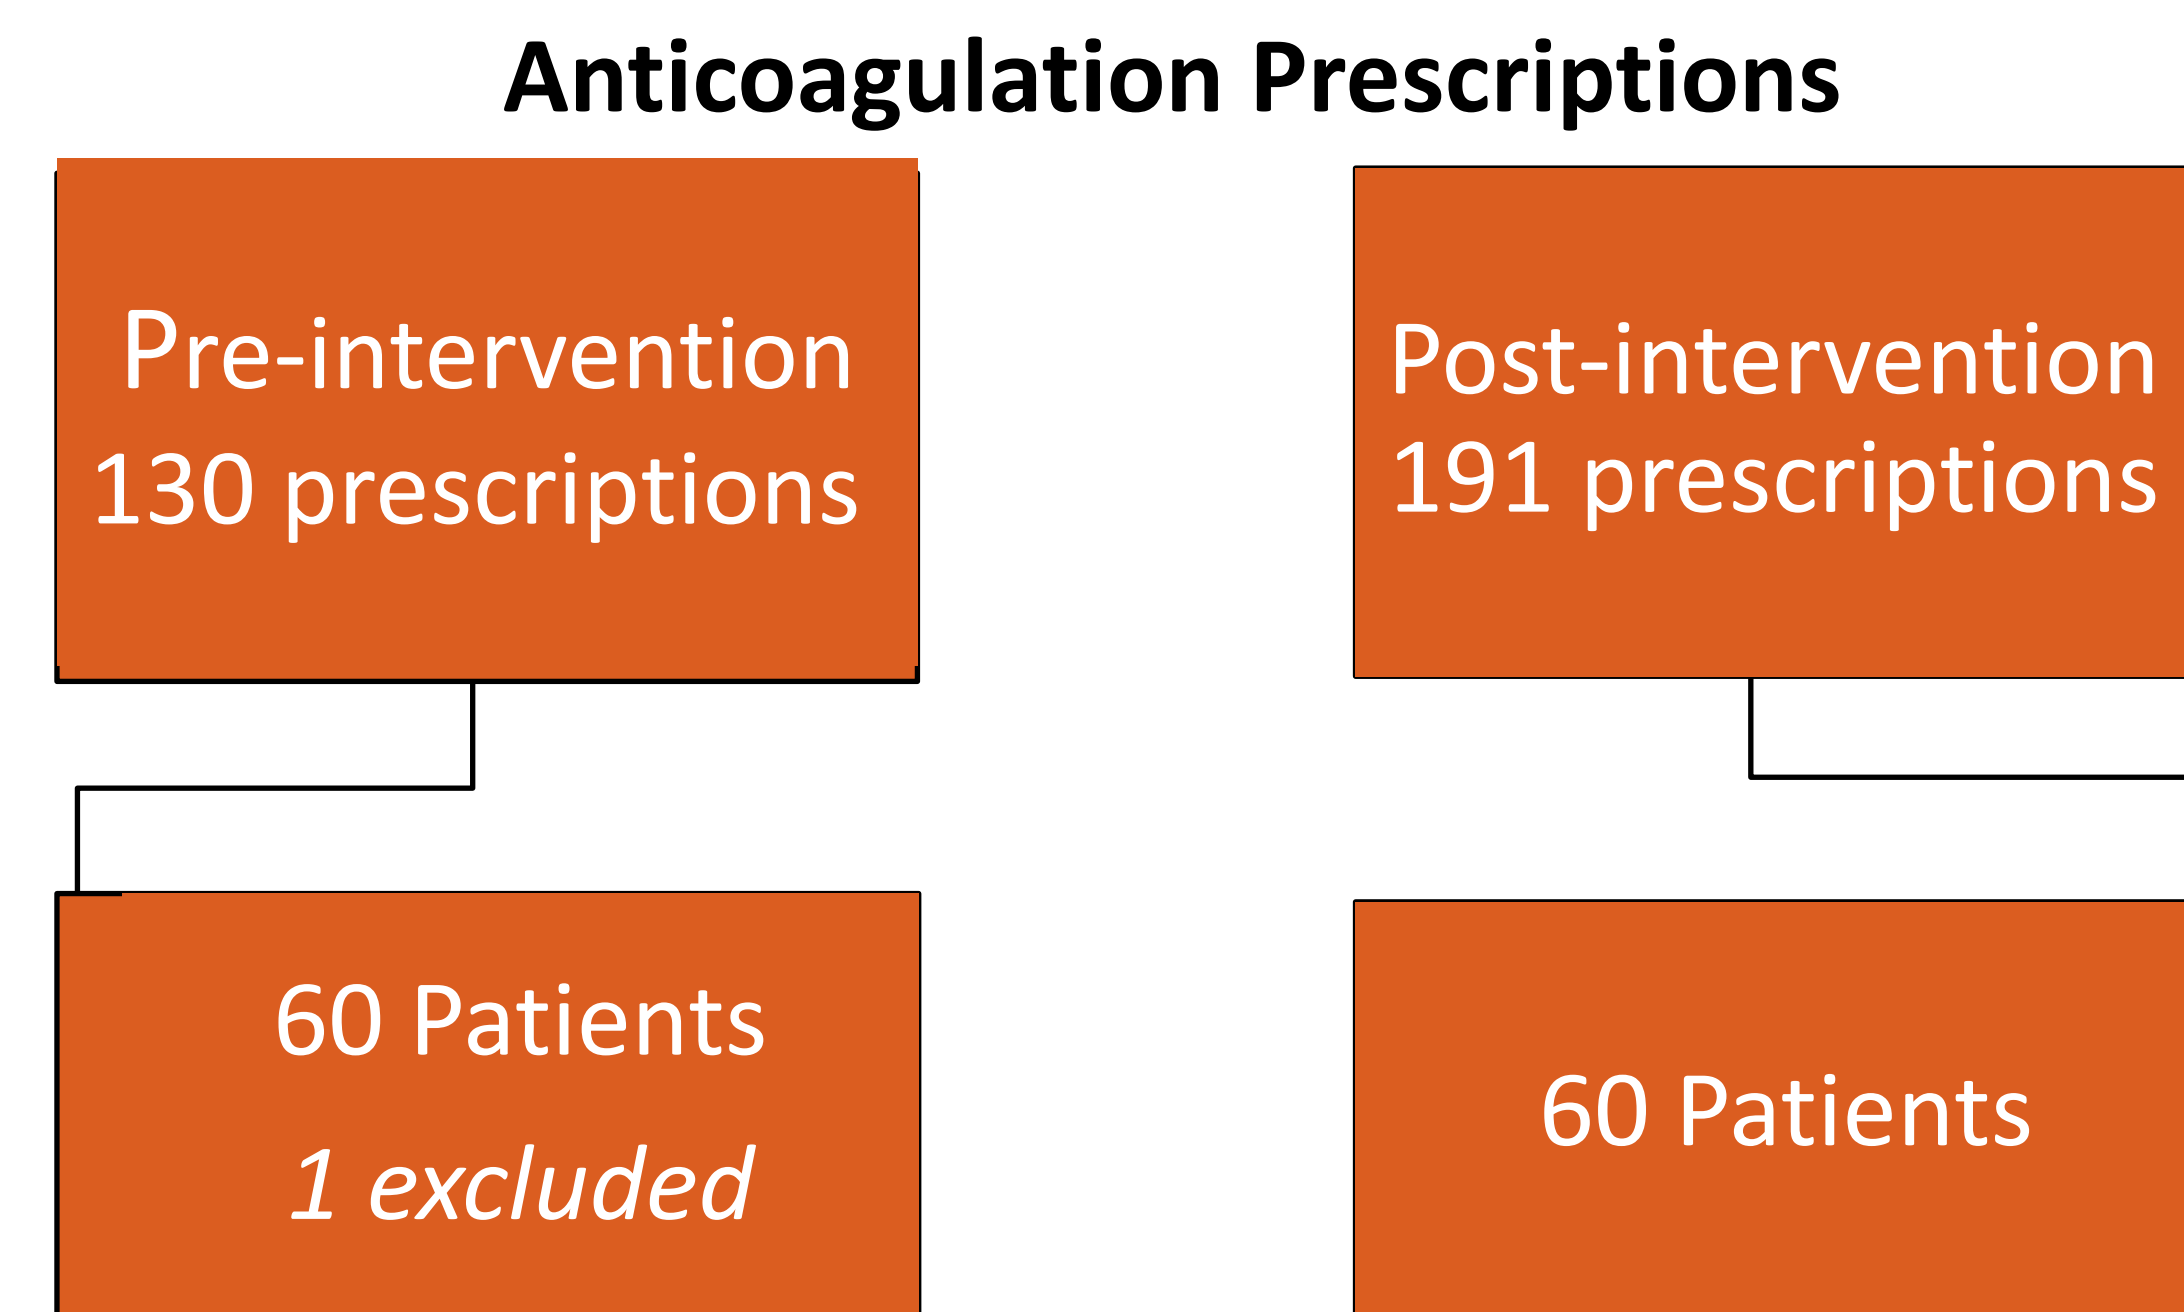 Anticoagulation Prescriptions
Pre-intervention
130 prescriptions
Post-intervention
191 prescriptions
60 Patients
1 excluded
60 Patients